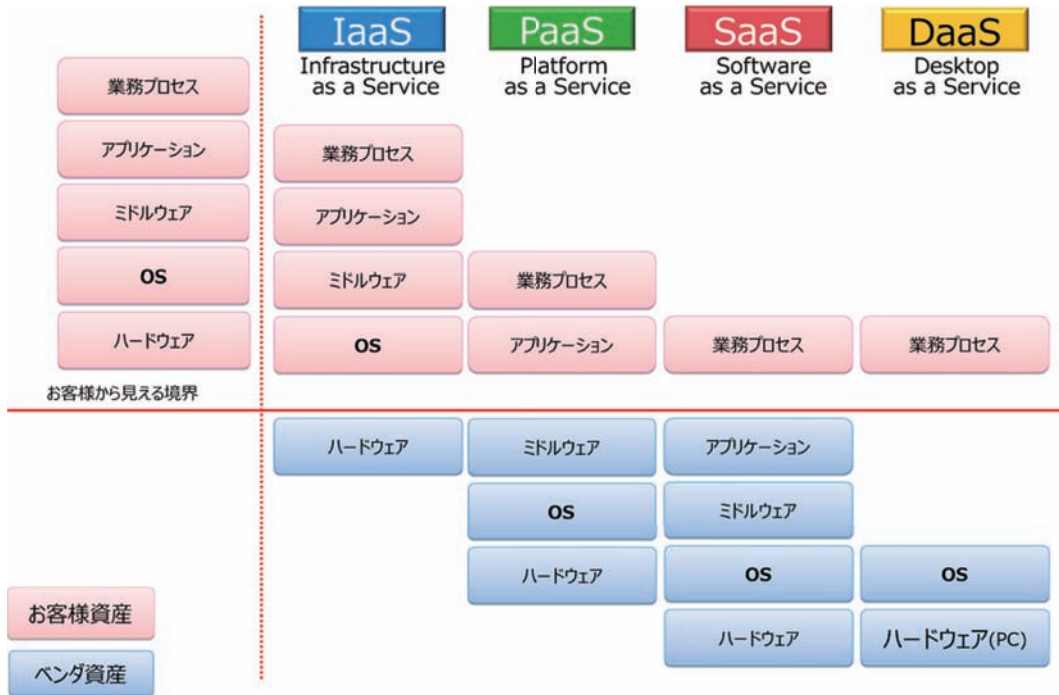 IaaS
Infrastructure
as a Service
PaaS
Platform
as a Service
SaaS
Software
as a Service
DaaS
Desktop
as a Service
業務プロセス
アプリケーション
ミドルウェア
OS
ハードウェア
お客様から見える境界
業務プロセス
アプリケーション
ミドルウェア
OS
ハードウェア
業務プロセス
アプリケーション
ミドルウェア
OS
ハードウェア
業務プロセス
アプリケーション
ミドルウェア
OS
ハードウェア
業務プロセス
OS
ハードウェア(PC)
お客様資産
ベンダ資産